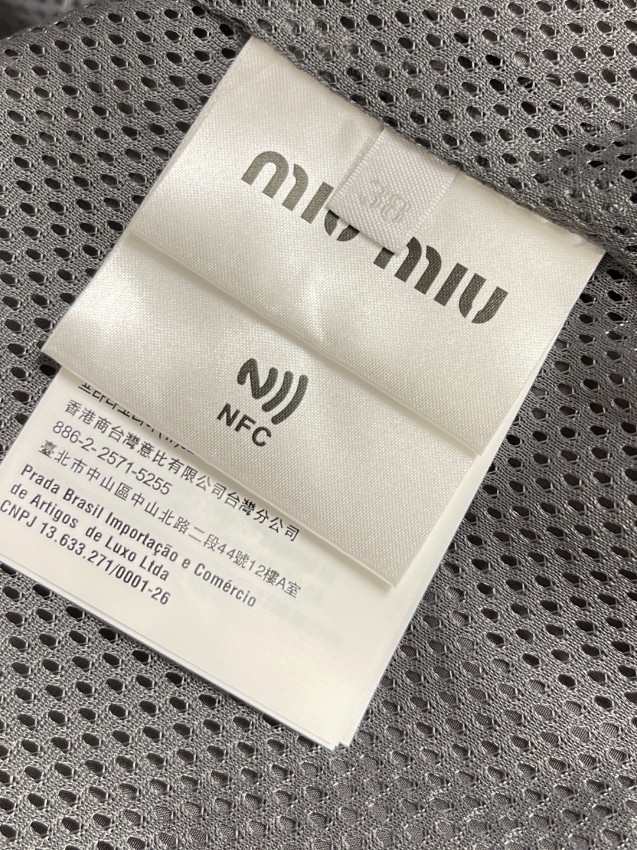 miu miu
38
NFC
香港商台灣意比有限公司台灣分公司
886-2- 2571-5255
臺北市中山區中山北路二段44號12樓A室
Prada Brasil Importação e Comércio
de Artigos de Luxo Ltda
CNPJ 13.633.271/0001-26